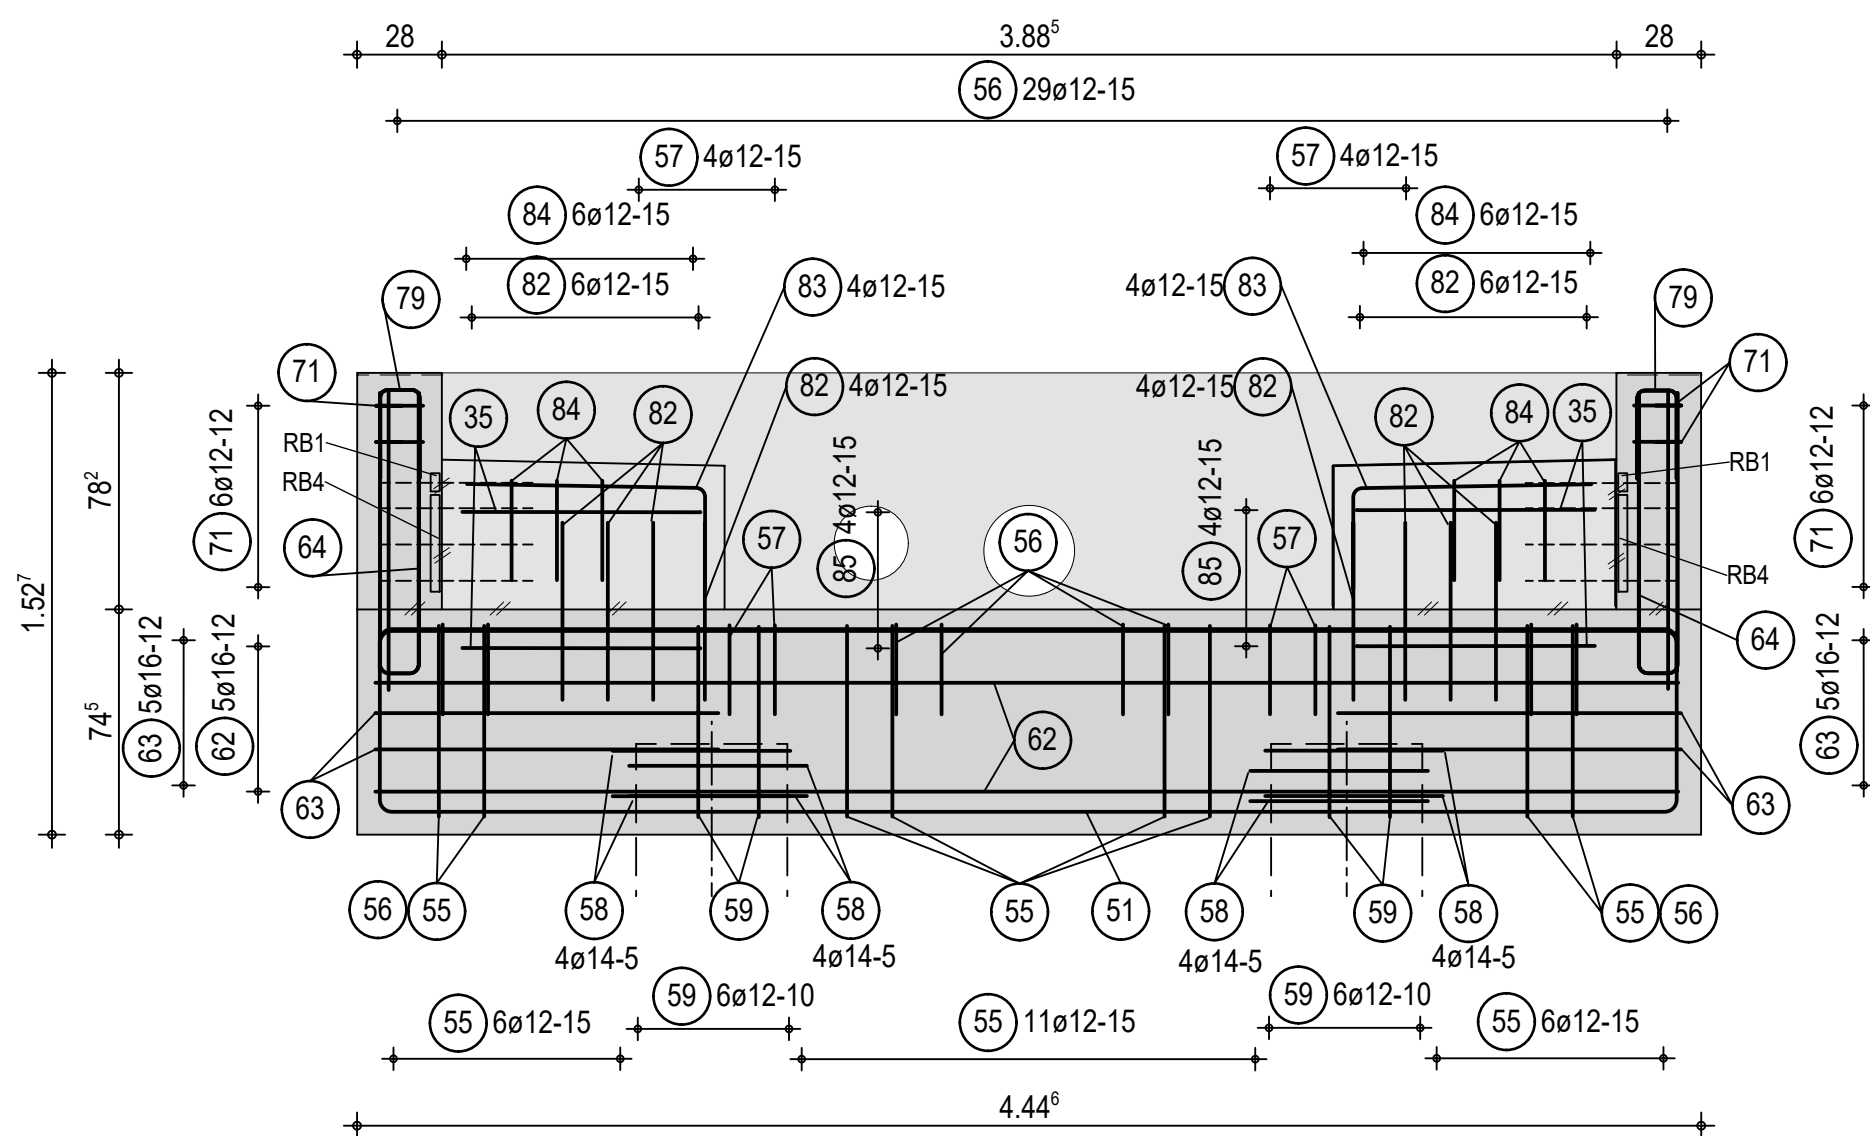 28 3.88⁵ 28
56 29ø12-15
57 4ø12-15 57 4ø12-15
84 6ø12-15 84 6ø12-15
82 6ø12-15 83 4ø12-15 4ø12-15 83 82 6ø12-15
79 79
71 82 4ø12-15 4ø12-15 82 71
35 84 82 82 84 35
RB1 RB1
RB4 RB4
71 6ø12-12
85 4ø12-15
85 4ø12-15
71 6ø12-12
78²
1.52⁷
74⁵
64 57 56 57 64
63 5ø16-12
62 5ø16-12
63 5ø16-12
62
63 63
56 55 58 59 58 55 51 58 59 58 55 56
4ø14-5 4ø14-5 4ø14-5 4ø14-5
59 6ø12-10 59 6ø12-10
55 6ø12-15 55 11ø12-15 55 6ø12-15
4.44⁶